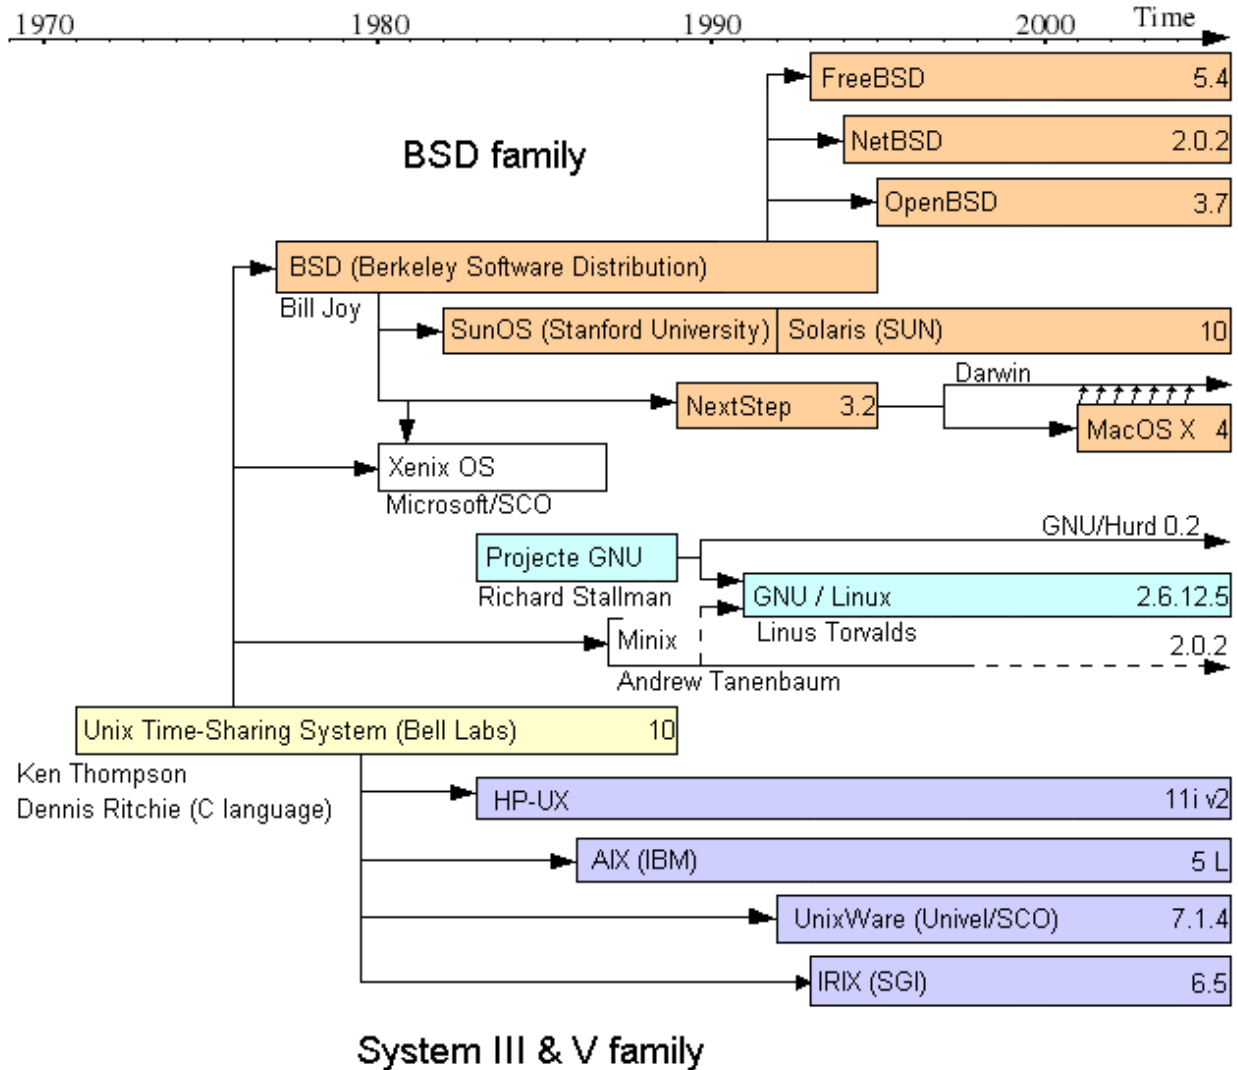 1970 1980 1990 2000 Time
FreeBSD 5.4
NetBSD 2.0.2
BSD family
OpenBSD 3.7
BSD (Berkeley Software Distribution)
Bill Joy
SunOS (Stanford University) Solaris (SUN) 10
Darwin
NextStep 3.2
MacOS X 4
Xenix OS
Microsoft/SCO
GNU/Hurd 0.2
Projecte GNU
Richard Stallman
GNU / Linux 2.6.12.5
Linus Torvalds
Minix 2.0.2
Andrew Tanenbaum
Unix Time-Sharing System (Bell Labs) 10
Ken Thompson
Dennis Ritchie (C language)
HP-UX 11i v2
AIX (IBM) 5 L
UnixWare (Univel/SCO) 7.1.4
IRIX (SGI) 6.5
System III & V family